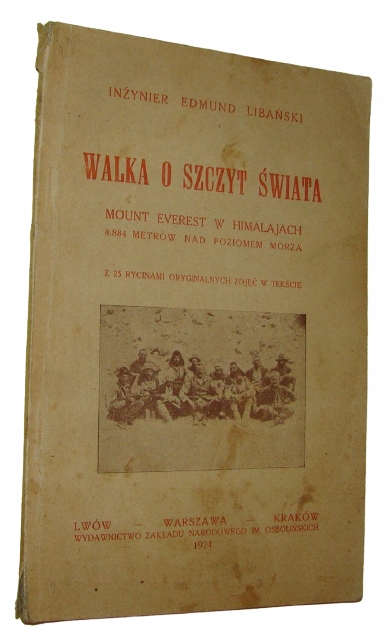 INŻYNIER EDMUND LIBAŃSKI
WALKA O SZCZYT ŚWIATA
MOUNT EVEREST W HIMALAJACH
8.884 METRÓW NAD POZIOMEM MORZA
Z 25 RYCINAMI ORYGINALNYCH ZDJĘĆ W TEKŚCIE
LWÓW – WARSZAWA – KRAKÓW
WYDAWNICTWO ZAKŁADU NARODOWEGO IM. OSSOLIŃSKICH
1924